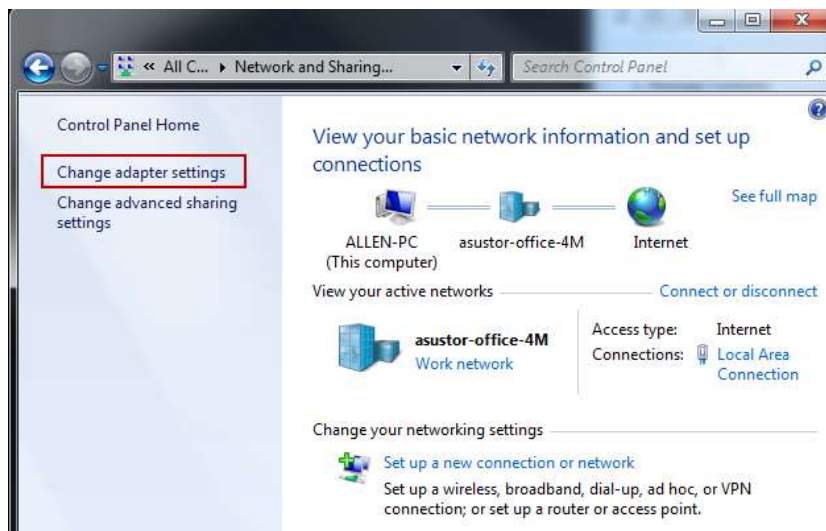 « All C... ▸ Network and Sharing...
Search Control Panel
Control Panel Home
Change adapter settings
Change advanced sharing
settings
View your basic network information and set up
connections
See full map
ALLEN-PC
(This computer)
asustor-office-4M
Internet
View your active networks
Connect or disconnect
asustor-office-4M
Work network
Access type: Internet
Connections: Local Area
Connection
Change your networking settings
Set up a new connection or network
Set up a wireless, broadband, dial-up, ad hoc, or VPN
connection; or set up a router or access point.